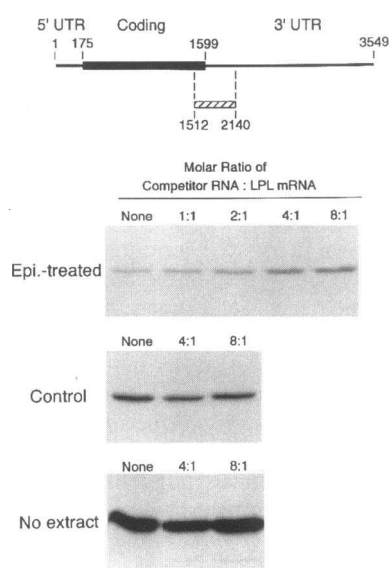 5' UTR Coding 3' UTR
1 175 1599 3549
1512 2140
Molar Ratio of
Competitor RNA : LPL mRNA
None 1:1 2:1 4:1 8:1
Epi.-treated
None 4:1 8:1
Control
None 4:1 8:1
No extract